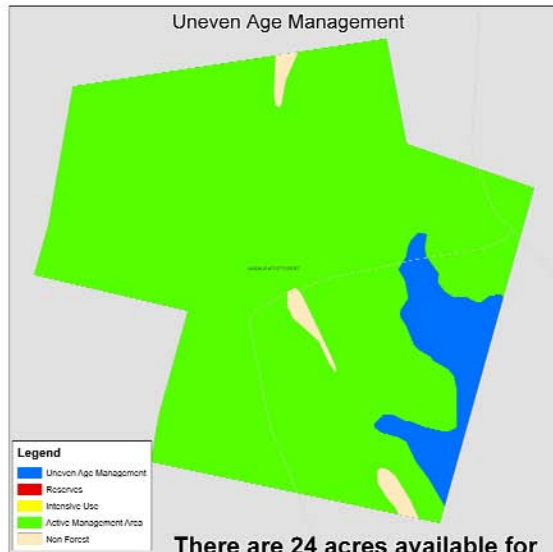 Uneven Age Management
Legend
Uneven Age Management
Reserves
Intensive Use
Active Management Area
Non Forest
There are 24 acres available for